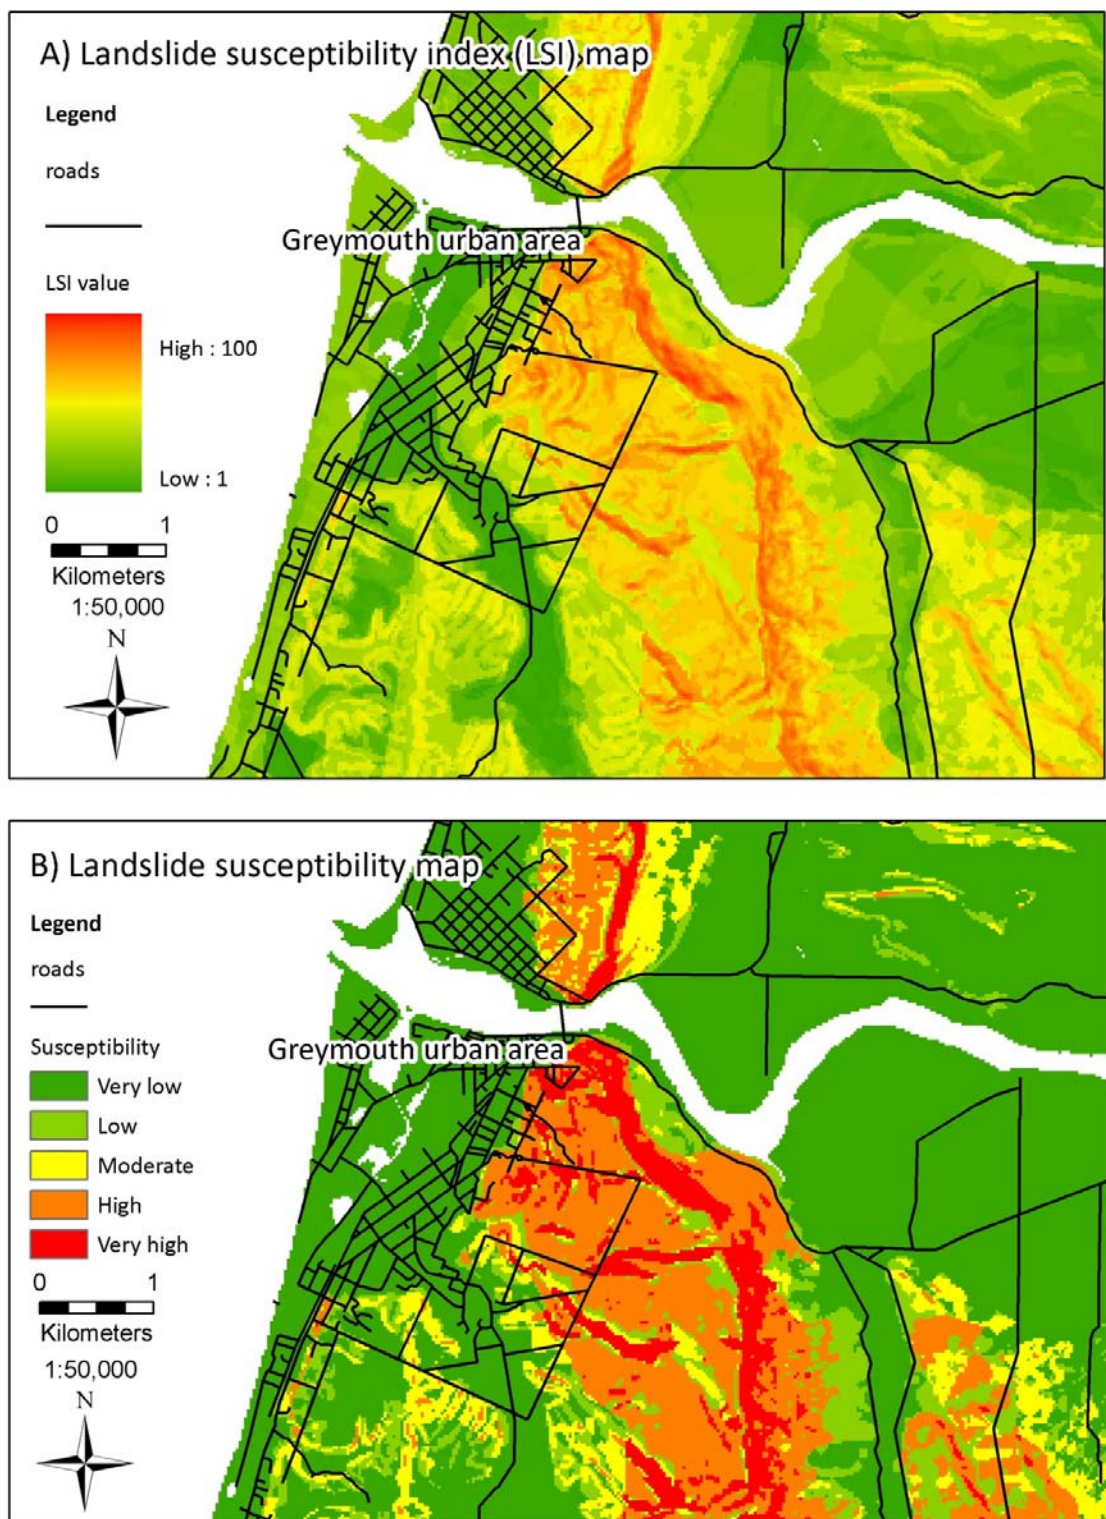 A) Landslide susceptibility index (LSI) map
Legend
roads
Greymouth urban area
LSI value
High : 100
Low : 1
0 1
Kilometers
1:50,000
N
B) Landslide susceptibility map
Legend
roads
Greymouth urban area
Susceptibility
Very low
Low
Moderate
High
Very high
0 1
Kilometers
1:50,000
N